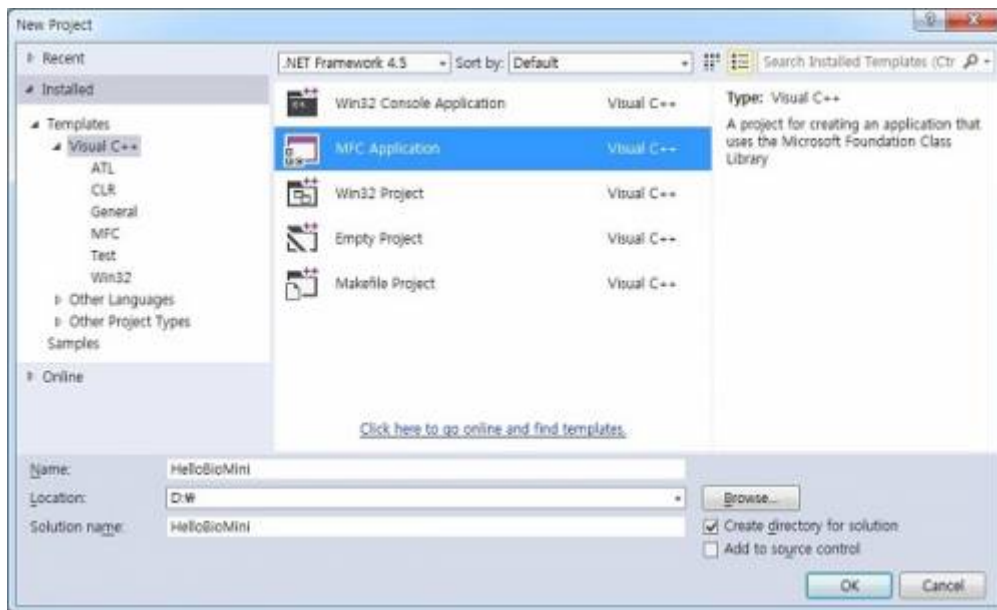 New Project
Recent
Installed
Templates
Visual C++
ATL
CLR
General
MFC
Test
Win32
Other Languages
Other Project Types
Samples
Online
.NET Framework 4.5
Sort by: Default
Search Installed Templates (Ctr
Win32 Console Application Visual C++
MFC Application Visual C++
Win32 Project Visual C++
Empty Project Visual C++
Makefile Project Visual C++
Click here to go online and find templates.
Type: Visual C++
A project for creating an application that
uses the Microsoft Foundation Class
Library
Name: HelloBioMini
Location: D:₩
Browse...
Solution name: HelloBioMini
Create directory for solution
Add to source control
OK Cancel